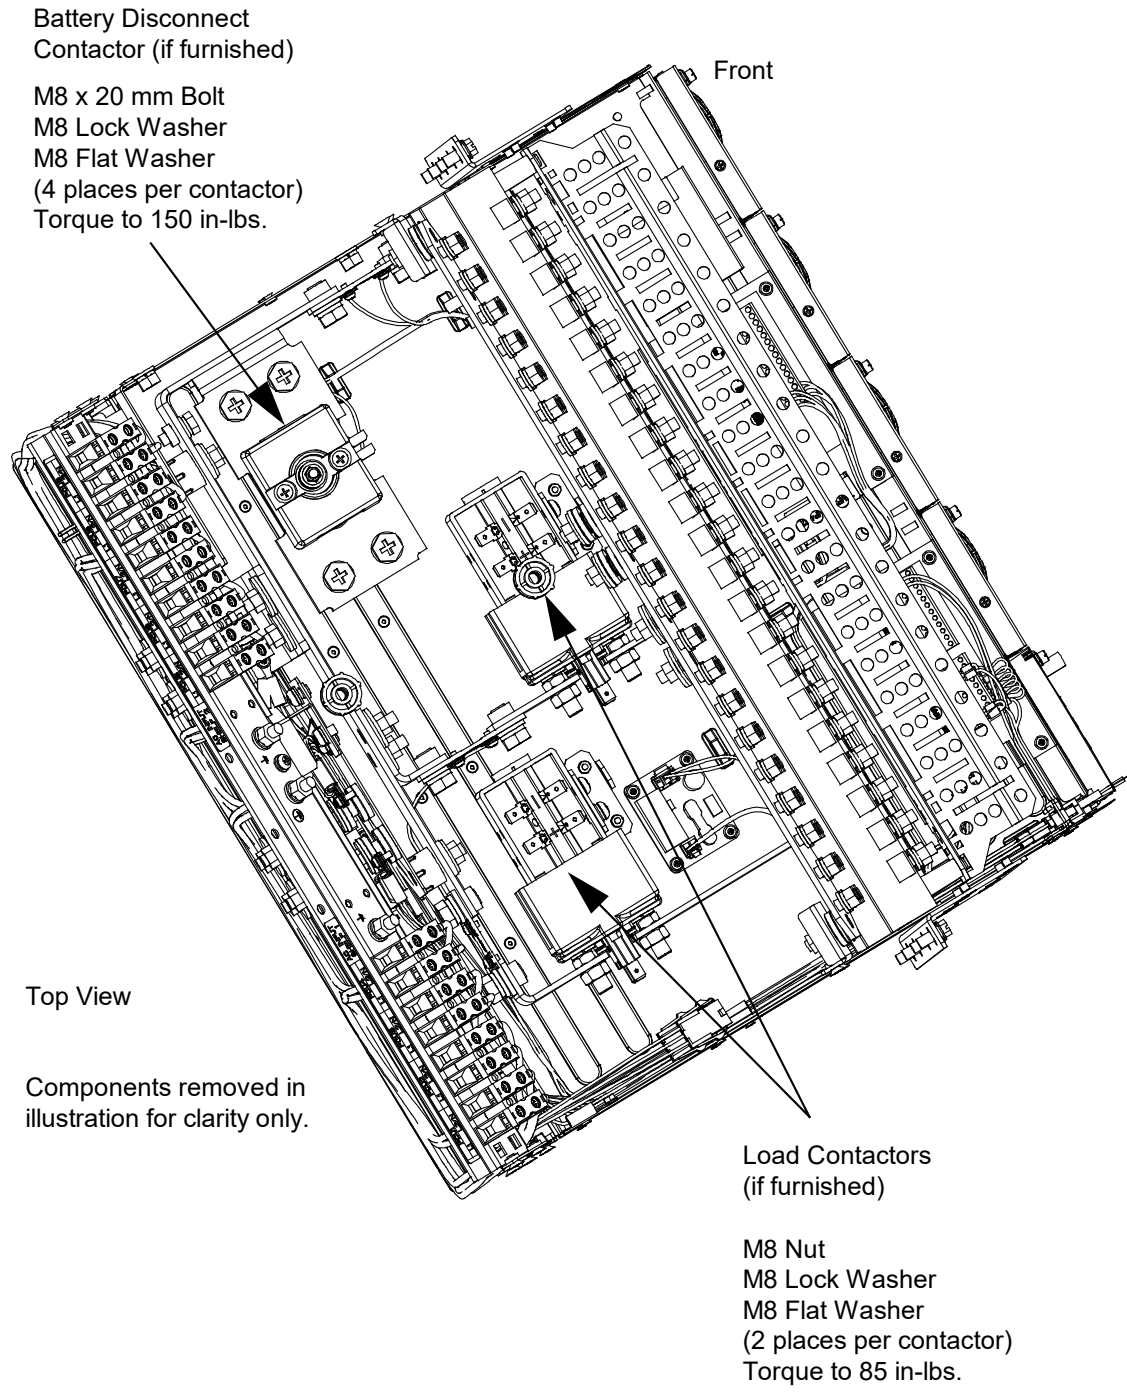 Battery Disconnect
Contactor (if furnished)
M8 x 20 mm Bolt
M8 Lock Washer
M8 Flat Washer
(4 places per contactor)
Torque to 150 in-lbs.
Front
Top View
Components removed in
illustration for clarity only.
Load Contactors
(if furnished)
M8 Nut
M8 Lock Washer
M8 Flat Washer
(2 places per contactor)
Torque to 85 in-lbs.